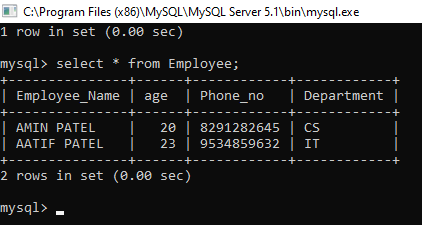 C:\Program Files (x86)\MySQL\MySQL Server 5.1\bin\mysql.exe
1 row in set (0.00 sec)
mysql> select * from Employee;
+---------------+------+------------+------------+
| Employee_Name | age  | Phone_no   | Department |
+---------------+------+------------+------------+
| AMIN PATEL    |   20 | 8291282645 | CS         |
| AATIF PATEL   |   23 | 9534859632 | IT         |
+---------------+------+------------+------------+
2 rows in set (0.00 sec)
mysql> _